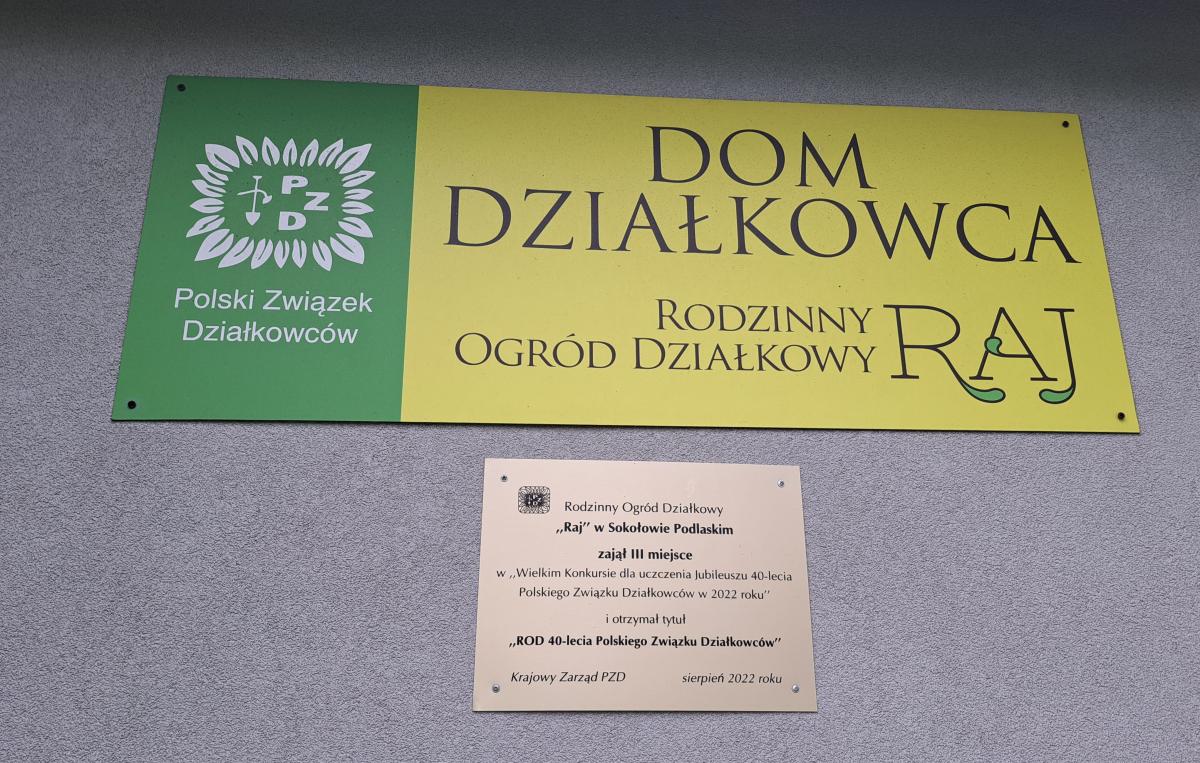 P
Z
D
Polski Związek
Działkowców
DOM
DZIAŁKOWCA
RODZINNY
OGRÓD DZIAŁKOWY
RAJ
Rodzinny Ogród Działkowy
,,Raj" w Sokołowie Podlaskim
zajął III miejsce
w ,,Wielkim Konkursie dla uczczenia Jubileuszu 40-lecia
Polskiego Związku Działkowców w 2022 roku"
i otrzymał tytuł
,,ROD 40-lecia Polskiego Związku Działkowców"
Krajowy Zarząd PZD sierpień 2022 roku